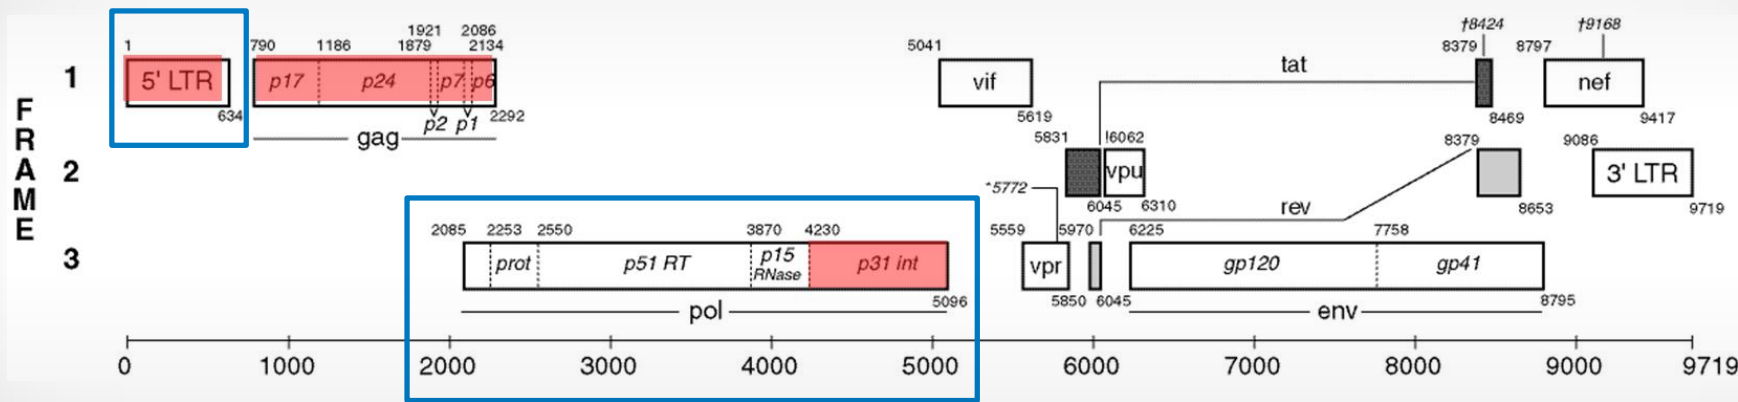 FRAME
1
2
3
1
5' LTR
634
790
1186
1879
1921
2086
2134
p17
p24
p7
p6
p2
p1
2292
gag
5041
vif
5619
tat
8379
†8424
8469
8797
†9168
nef
9417
5831
!6062
vpu
6045
6310
*5772
8379
8653
rev
9086
3' LTR
9719
2085
2253
2550
3870
4230
prot
p51 RT
p15
RNase
p31 int
5096
pol
5559
5970
vpr
5850
6045
6225
7758
gp120
gp41
8795
env
0
1000
2000
3000
4000
5000
6000
7000
8000
9000
9719